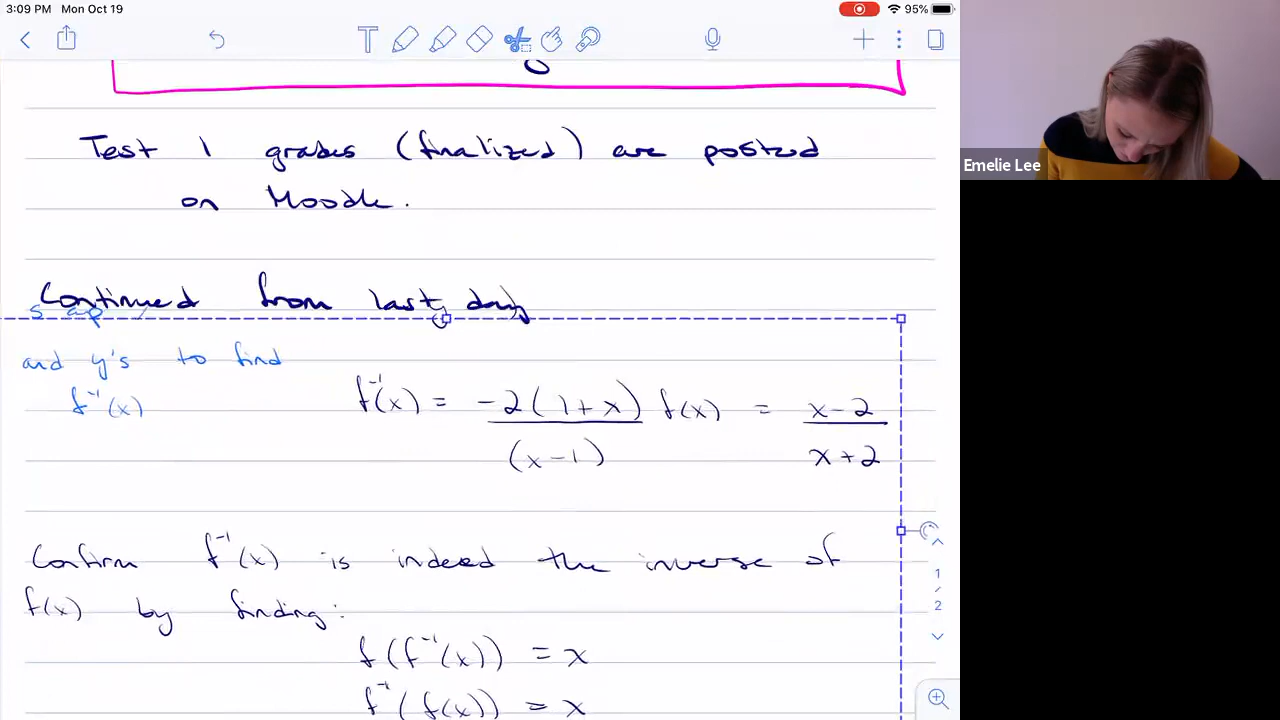 3:09 PM Mon Oct 19
95%
Emelie Lee
Test 1 grades (finalized) are posted
on Moodle.
Continued from last day
and y's to find
f⁻¹(x)
f⁻¹(x) = -2(1+x)/(x-1) f(x) = x-2/x+2
Confirm f⁻¹(x) is indeed the inverse of
f(x) by finding:
f(f⁻¹(x)) = x
f⁻¹(f(x)) = x
1
/
2